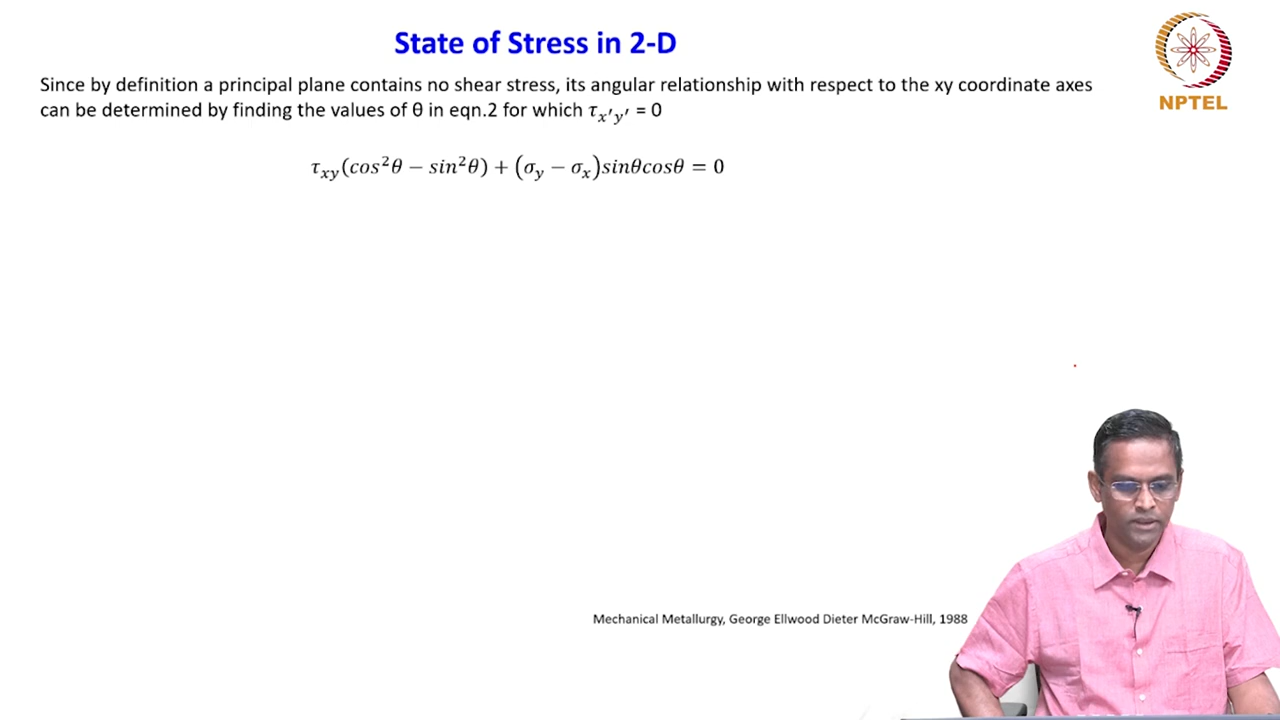 State of Stress in 2-D
NPTEL
Since by definition a principal plane contains no shear stress, its angular relationship with respect to the xy coordinate axes
can be determined by finding the values of θ in eqn.2 for which τx′y′ = 0
τxy(cos²θ − sin²θ) + (σy − σx)sinθcosθ = 0
Mechanical Metallurgy, George Ellwood Dieter McGraw-Hill, 1988